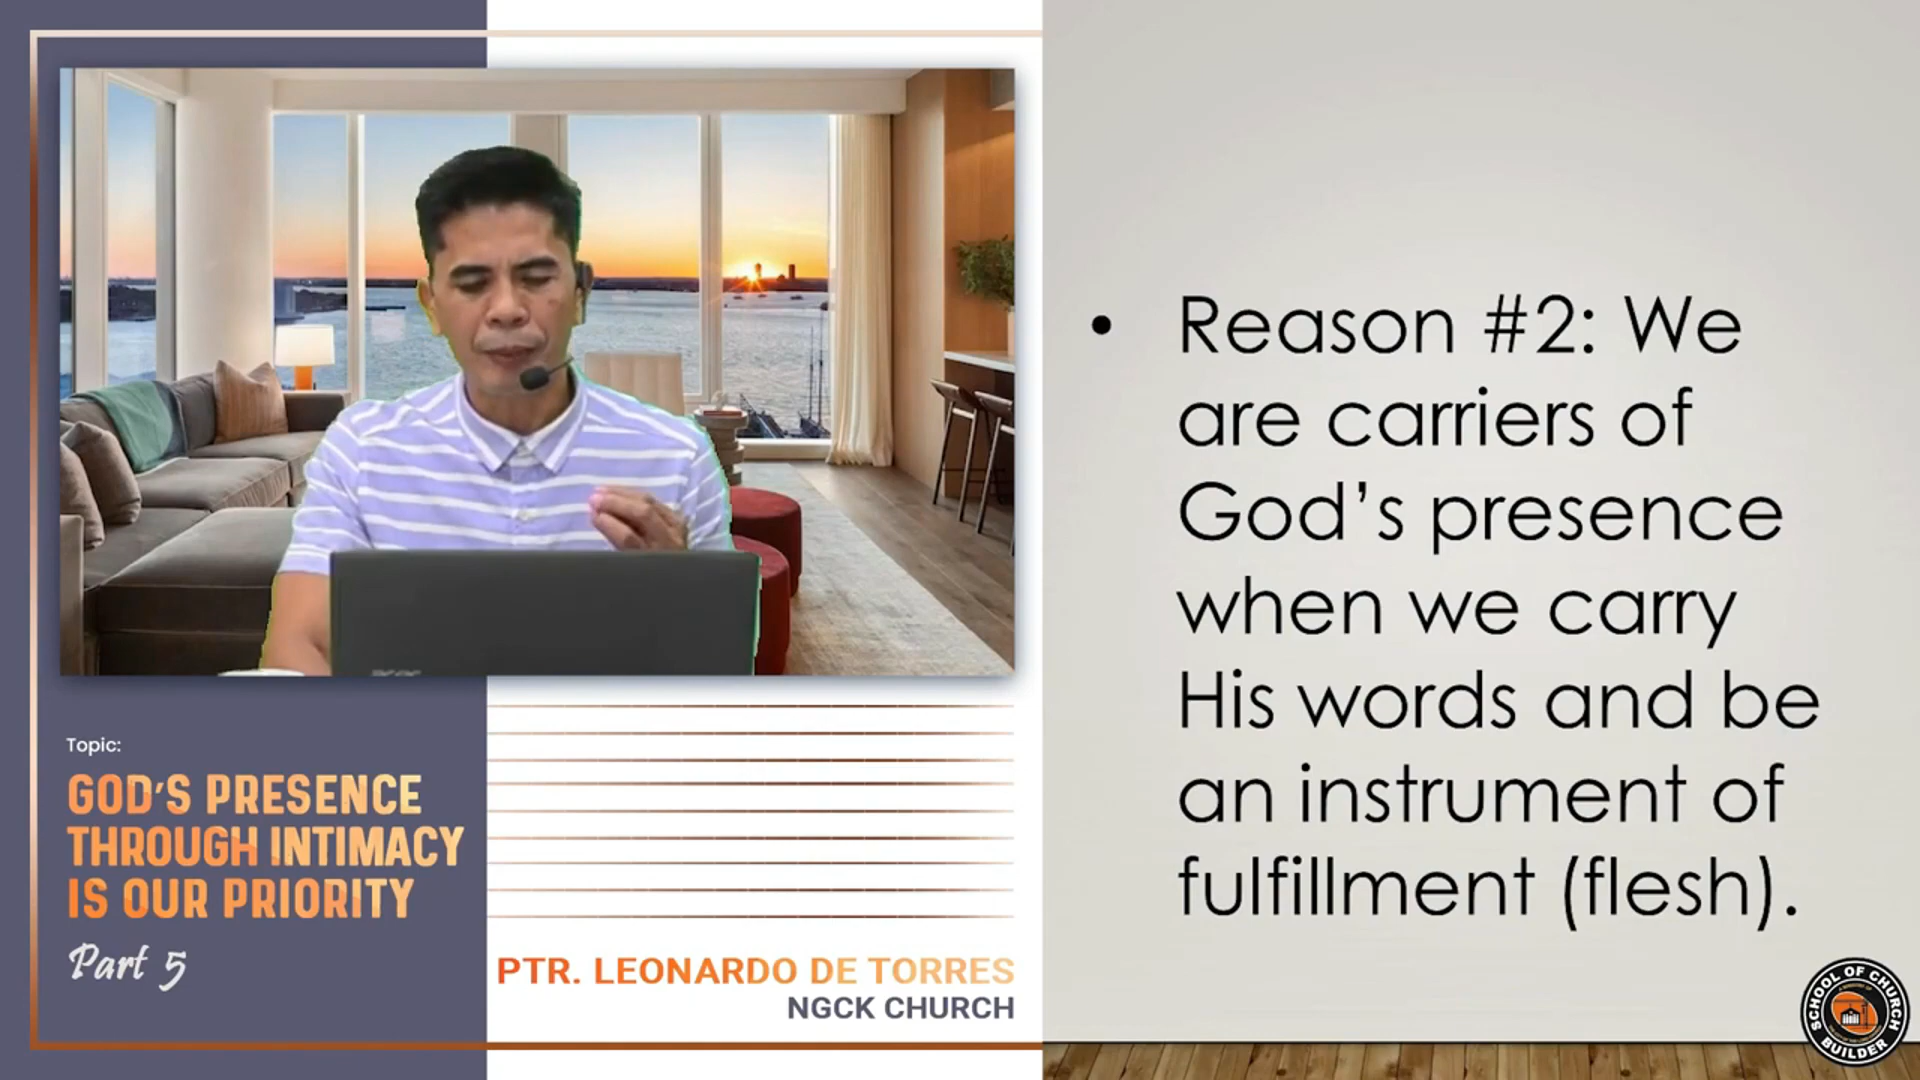 Topic:
GOD'S PRESENCE
THROUGH INTIMACY
IS OUR PRIORITY
Part 5
PTR. LEONARDO DE TORRES
NGCK CHURCH
• Reason #2: We
are carriers of
God’s presence
when we carry
His words and be
an instrument of
fulfillment (flesh).
SCHOOL OF CHURCH
BUILDER